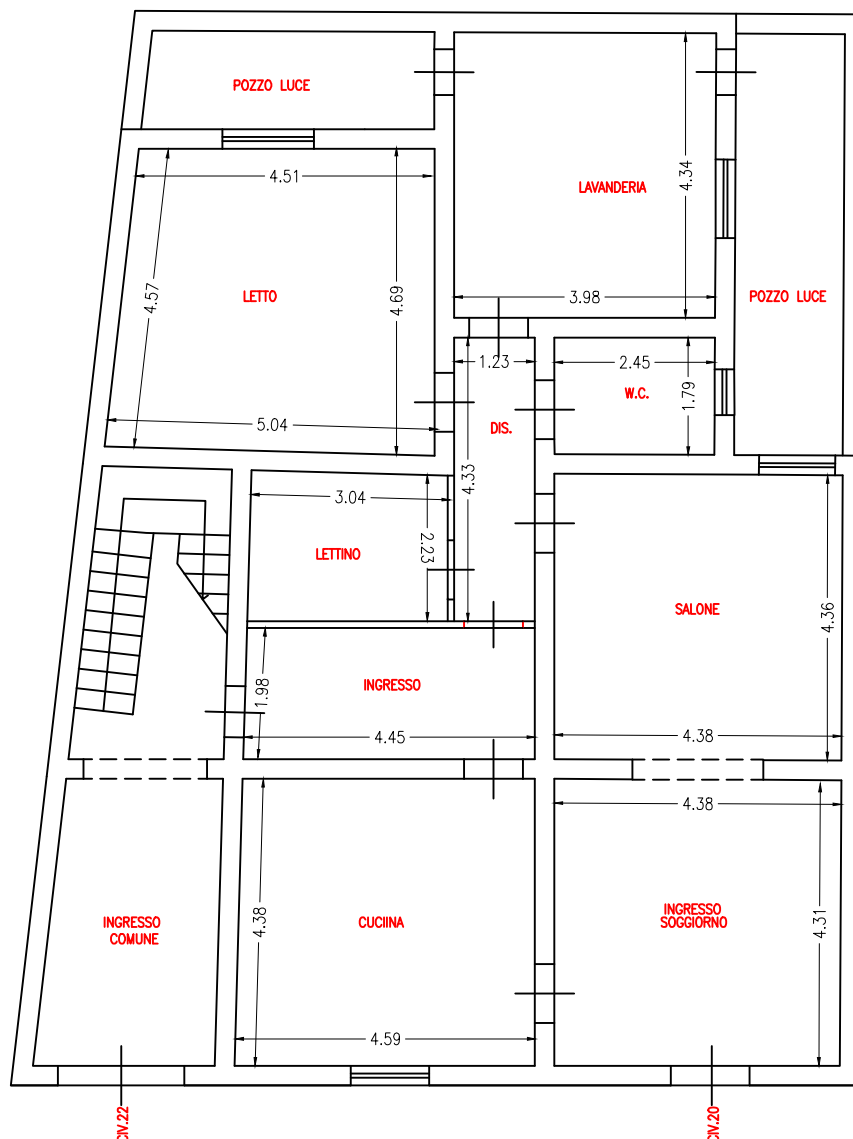 POZZO LUCE
4.51
4.34
LAVANDERIA
4.57
4.69
LETTO
3.98
POZZO LUCE
1.23
2.45
W.C.
1.79
5.04
DIS.
4.33
3.04
2.23
LETTINO
SALONE
4.36
1.98
INGRESSO
4.45
4.38
4.38
INGRESSO
COMUNE
4.38
CUCIINA
INGRESSO
SOGGIORNO
4.31
4.59
CIV.22
CIV.20